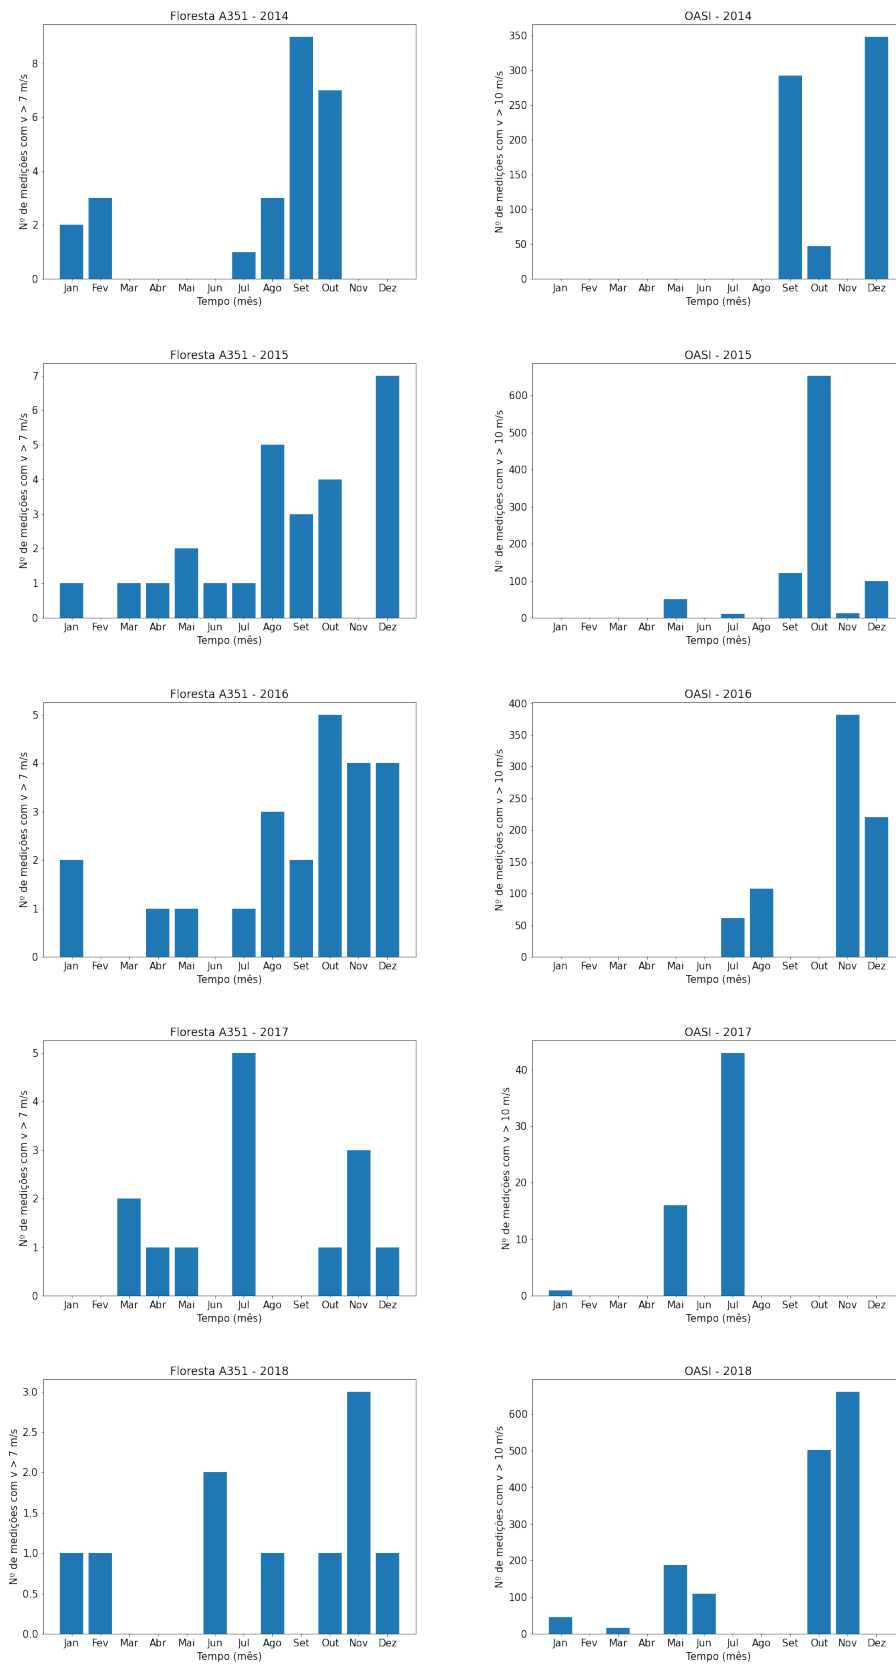 Floresta A351 - 2014
Nº de medições com v > 7 m/s
8
6
4
2
0
Jan Fev Mar Abr Mai Jun Jul Ago Set Out Nov Dez
Tempo (mês)
OASI - 2014
Nº de medições com v > 10 m/s
350
300
250
200
150
100
50
0
Jan Fev Mar Abr Mai Jun Jul Ago Set Out Nov Dez
Tempo (mês)
Floresta A351 - 2015
Nº de medições com v > 7 m/s
7
6
5
4
3
2
1
0
Jan Fev Mar Abr Mai Jun Jul Ago Set Out Nov Dez
Tempo (mês)
OASI - 2015
Nº de medições com v > 10 m/s
600
500
400
300
200
100
0
Jan Fev Mar Abr Mai Jun Jul Ago Set Out Nov Dez
Tempo (mês)
Floresta A351 - 2016
Nº de medições com v > 7 m/s
5
4
3
2
1
0
Jan Fev Mar Abr Mai Jun Jul Ago Set Out Nov Dez
Tempo (mês)
OASI - 2016
Nº de medições com v > 10 m/s
400
350
300
250
200
150
100
50
0
Jan Fev Mar Abr Mai Jun Jul Ago Set Out Nov Dez
Tempo (mês)
Floresta A351 - 2017
Nº de medições com v > 7 m/s
5
4
3
2
1
0
Jan Fev Mar Abr Mai Jun Jul Ago Set Out Nov Dez
Tempo (mês)
OASI - 2017
Nº de medições com v > 10 m/s
40
30
20
10
0
Jan Fev Mar Abr Mai Jun Jul Ago Set Out Nov Dez
Tempo (mês)
Floresta A351 - 2018
Nº de medições com v > 7 m/s
3.0
2.5
2.0
1.5
1.0
0.5
0.0
Jan Fev Mar Abr Mai Jun Jul Ago Set Out Nov Dez
Tempo (mês)
OASI - 2018
Nº de medições com v > 10 m/s
600
500
400
300
200
100
0
Jan Fev Mar Abr Mai Jun Jul Ago Set Out Nov Dez
Tempo (mês)